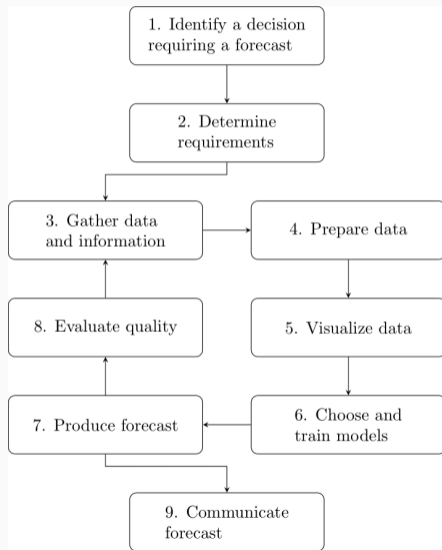 1. Identify a decision
requiring a forecast
2. Determine
requirements
3. Gather data
and information
4. Prepare data
8. Evaluate quality
5. Visualize data
7. Produce forecast
6. Choose and
train models
9. Communicate
forecast